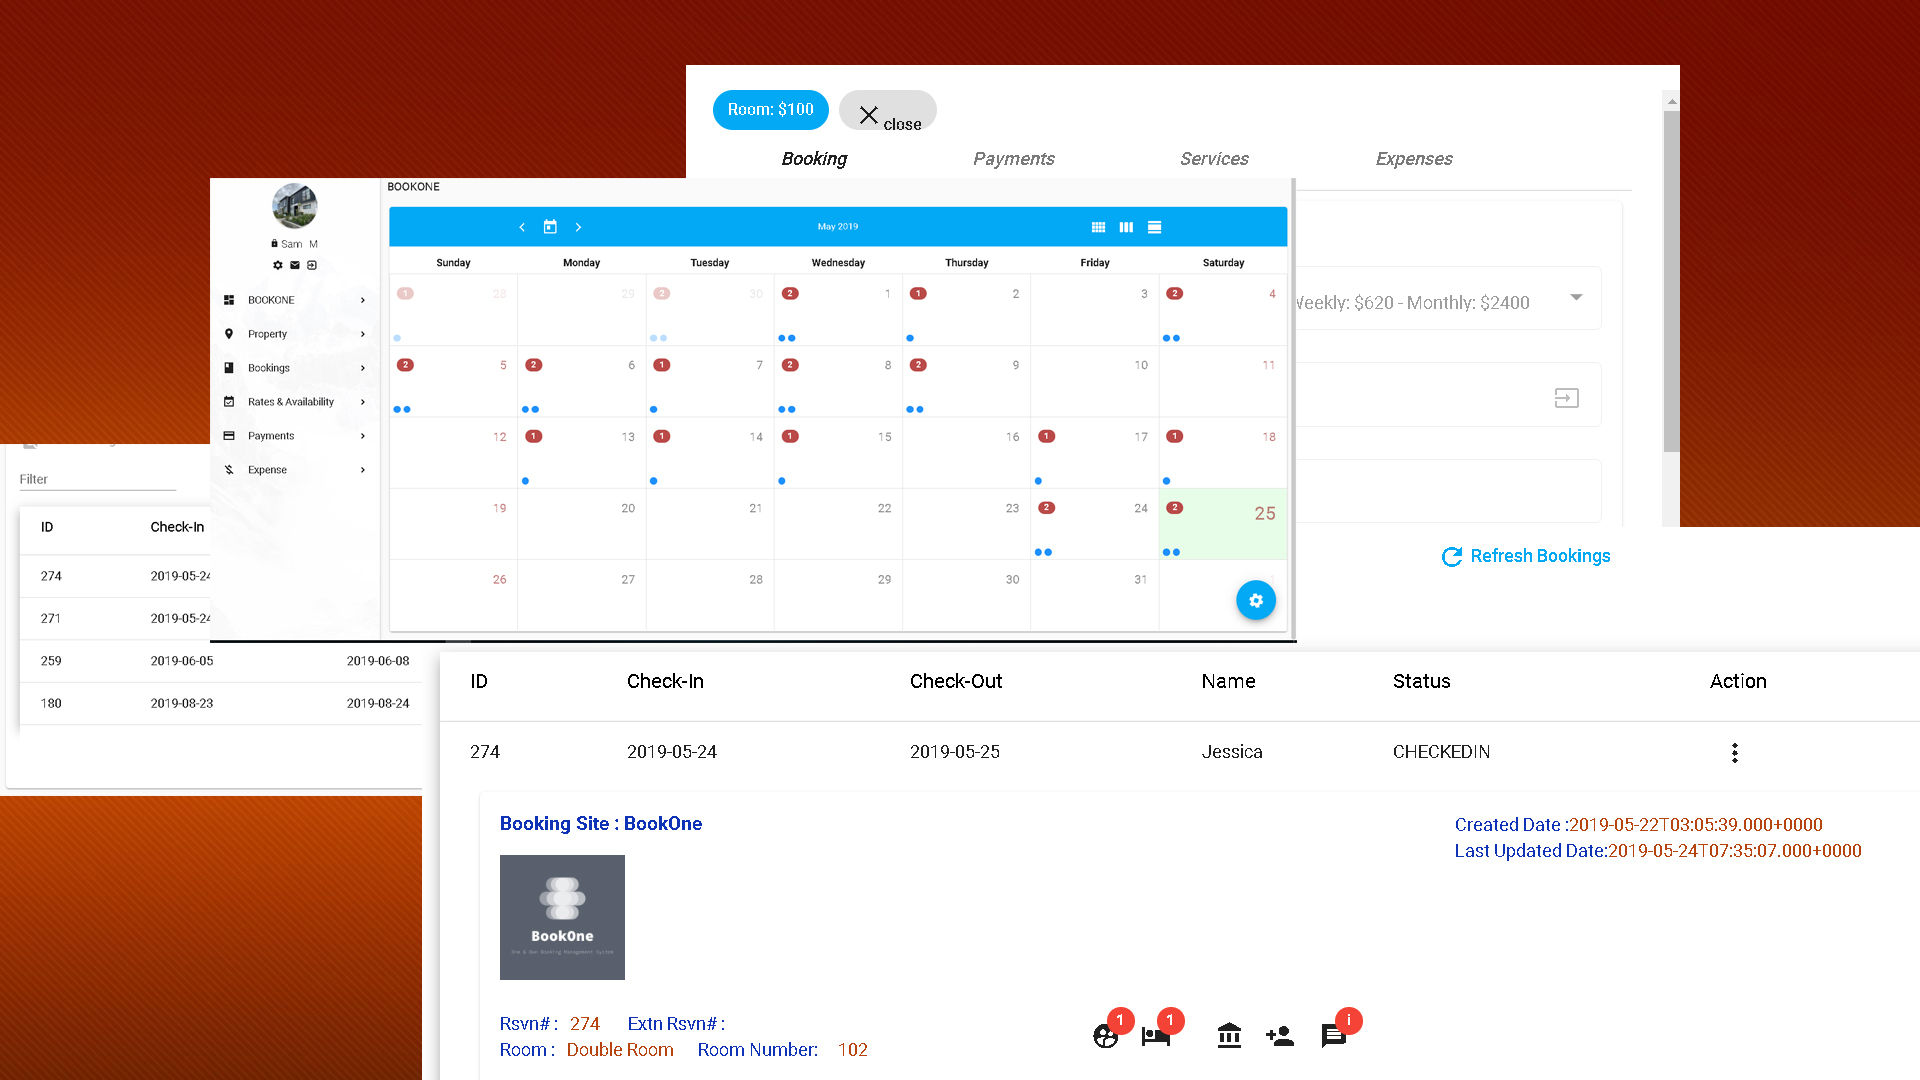 Room: $100
close
Booking Payments Services Expenses
Weekly: $620 - Monthly: $2400
Refresh Bookings
BOOKONE
Sam M
BOOKONE
Property
Bookings
Rates & Availability
Payments
Expense
May 2019
Sunday Monday Tuesday Wednesday Thursday Friday Saturday
1 28 29 2 30 2 1 1 2 3 2 4
2 5 2 6 1 7 2 8 2 9 10 11
12 1 13 1 14 1 15 16 1 17 1 18
19 20 21 22 23 2 24 2 25
26 27 28 29 30 31
Filter
ID Check-In
274 2019-05-24
271 2019-05-24
259 2019-06-05 2019-06-08
180 2019-08-23 2019-08-24
ID Check-In Check-Out Name Status Action
274 2019-05-24 2019-05-25 Jessica CHECKEDIN
Booking Site : BookOne
Created Date :2019-05-22T03:05:39.000+0000
Last Updated Date:2019-05-24T07:35:07.000+0000
BookOne
One & Own Booking Management System
Rsvn# : 274 Extn Rsvn# :
Room : Double Room Room Number: 102
1 1 i